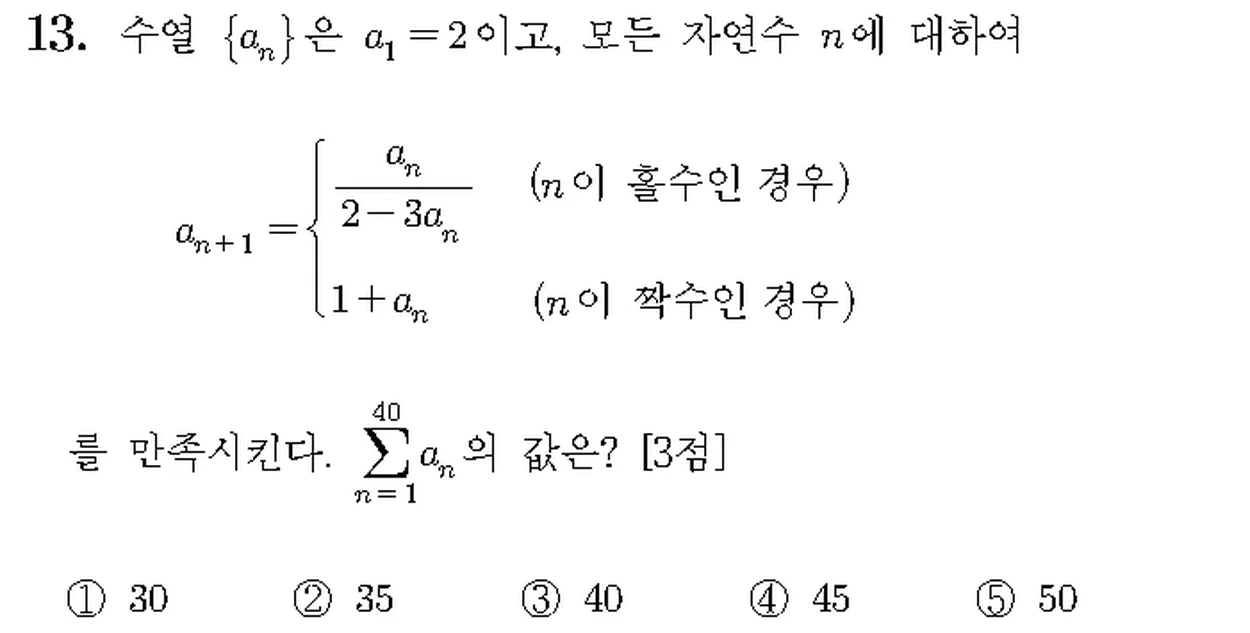 13. 수열 {aₙ}은 a₁ = 2이고, 모든 자연수 n에 대하여
aₙ₊₁ = { aₙ / (2 − 3aₙ) (n이 홀수인 경우)
1 + aₙ (n이 짝수인 경우)
를 만족시킨다. ∑_{n=1}^{40} aₙ의 값은? [3점]
① 30 ② 35 ③ 40 ④ 45 ⑤ 50